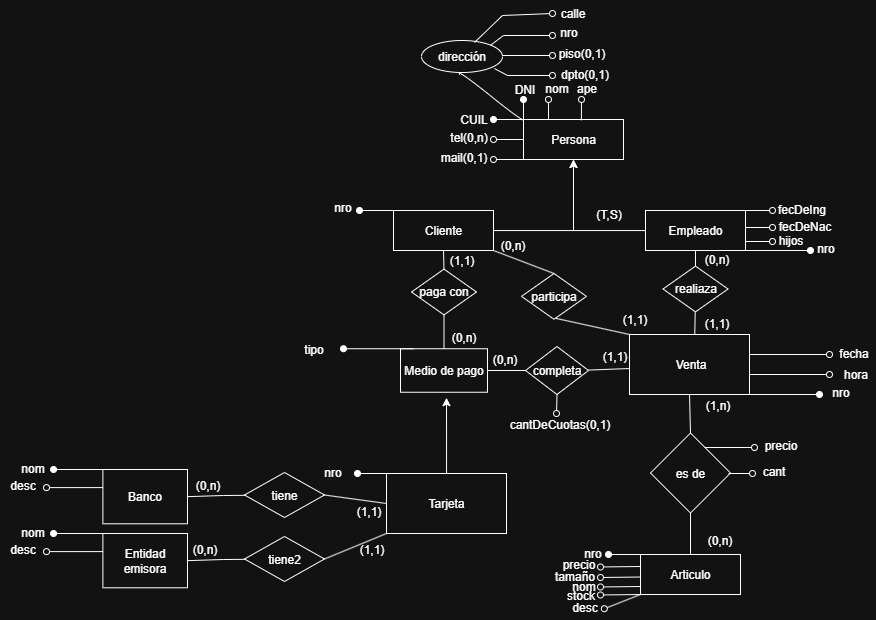 calle
nro
dirección
piso(0,1)
dpto(0,1)
DNI
nom
ape
CUIL
tel(0,n)
mail(0,1)
Persona
nro
Cliente
(T,S)
Empleado
fecDeIng
fecDeNac
hijos
nro
(1,1)
(0,n)
(0,n)
paga con
participa
realiaza
(0,n)
(1,1)
(1,1)
tipo
Medio de pago
(0,n)
completa
(1,1)
cantDeCuotas(0,1)
Venta
fecha
hora
nro
(1,n)
es de
precio
cant
(0,n)
nom
desc
Banco
(0,n)
tiene
(1,1)
nro
Tarjeta
nom
desc
Entidad
emisora
(0,n)
tiene2
(1,1)
nro
precio
tamaño
nom
stock
desc
Articulo